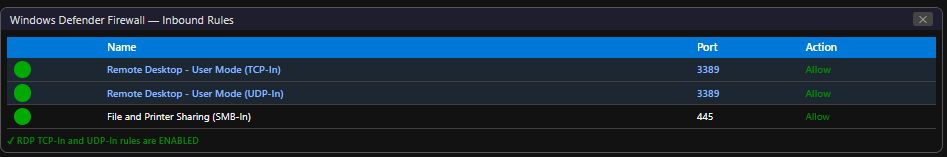 Windows Defender Firewall — Inbound Rules
Name Port Action
Remote Desktop - User Mode (TCP-In) 3389 Allow
Remote Desktop - User Mode (UDP-In) 3389 Allow
File and Printer Sharing (SMB-In) 445 Allow
✓ RDP TCP-In and UDP-In rules are ENABLED